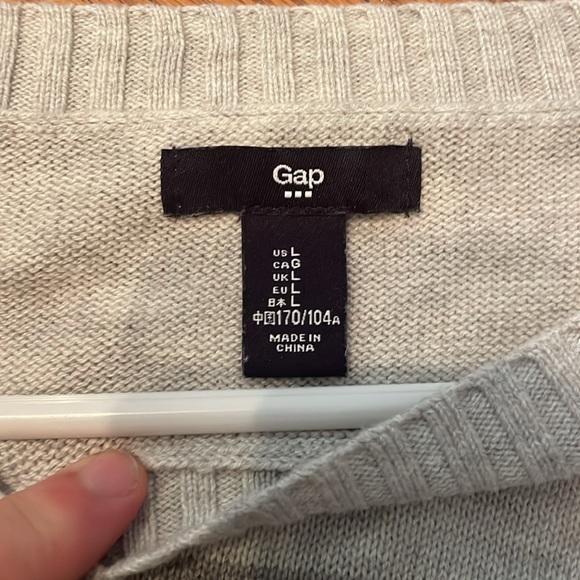 Gap
US L
CA G
UK L
EU L
日本 L
中国170/104A
MADE IN
CHINA